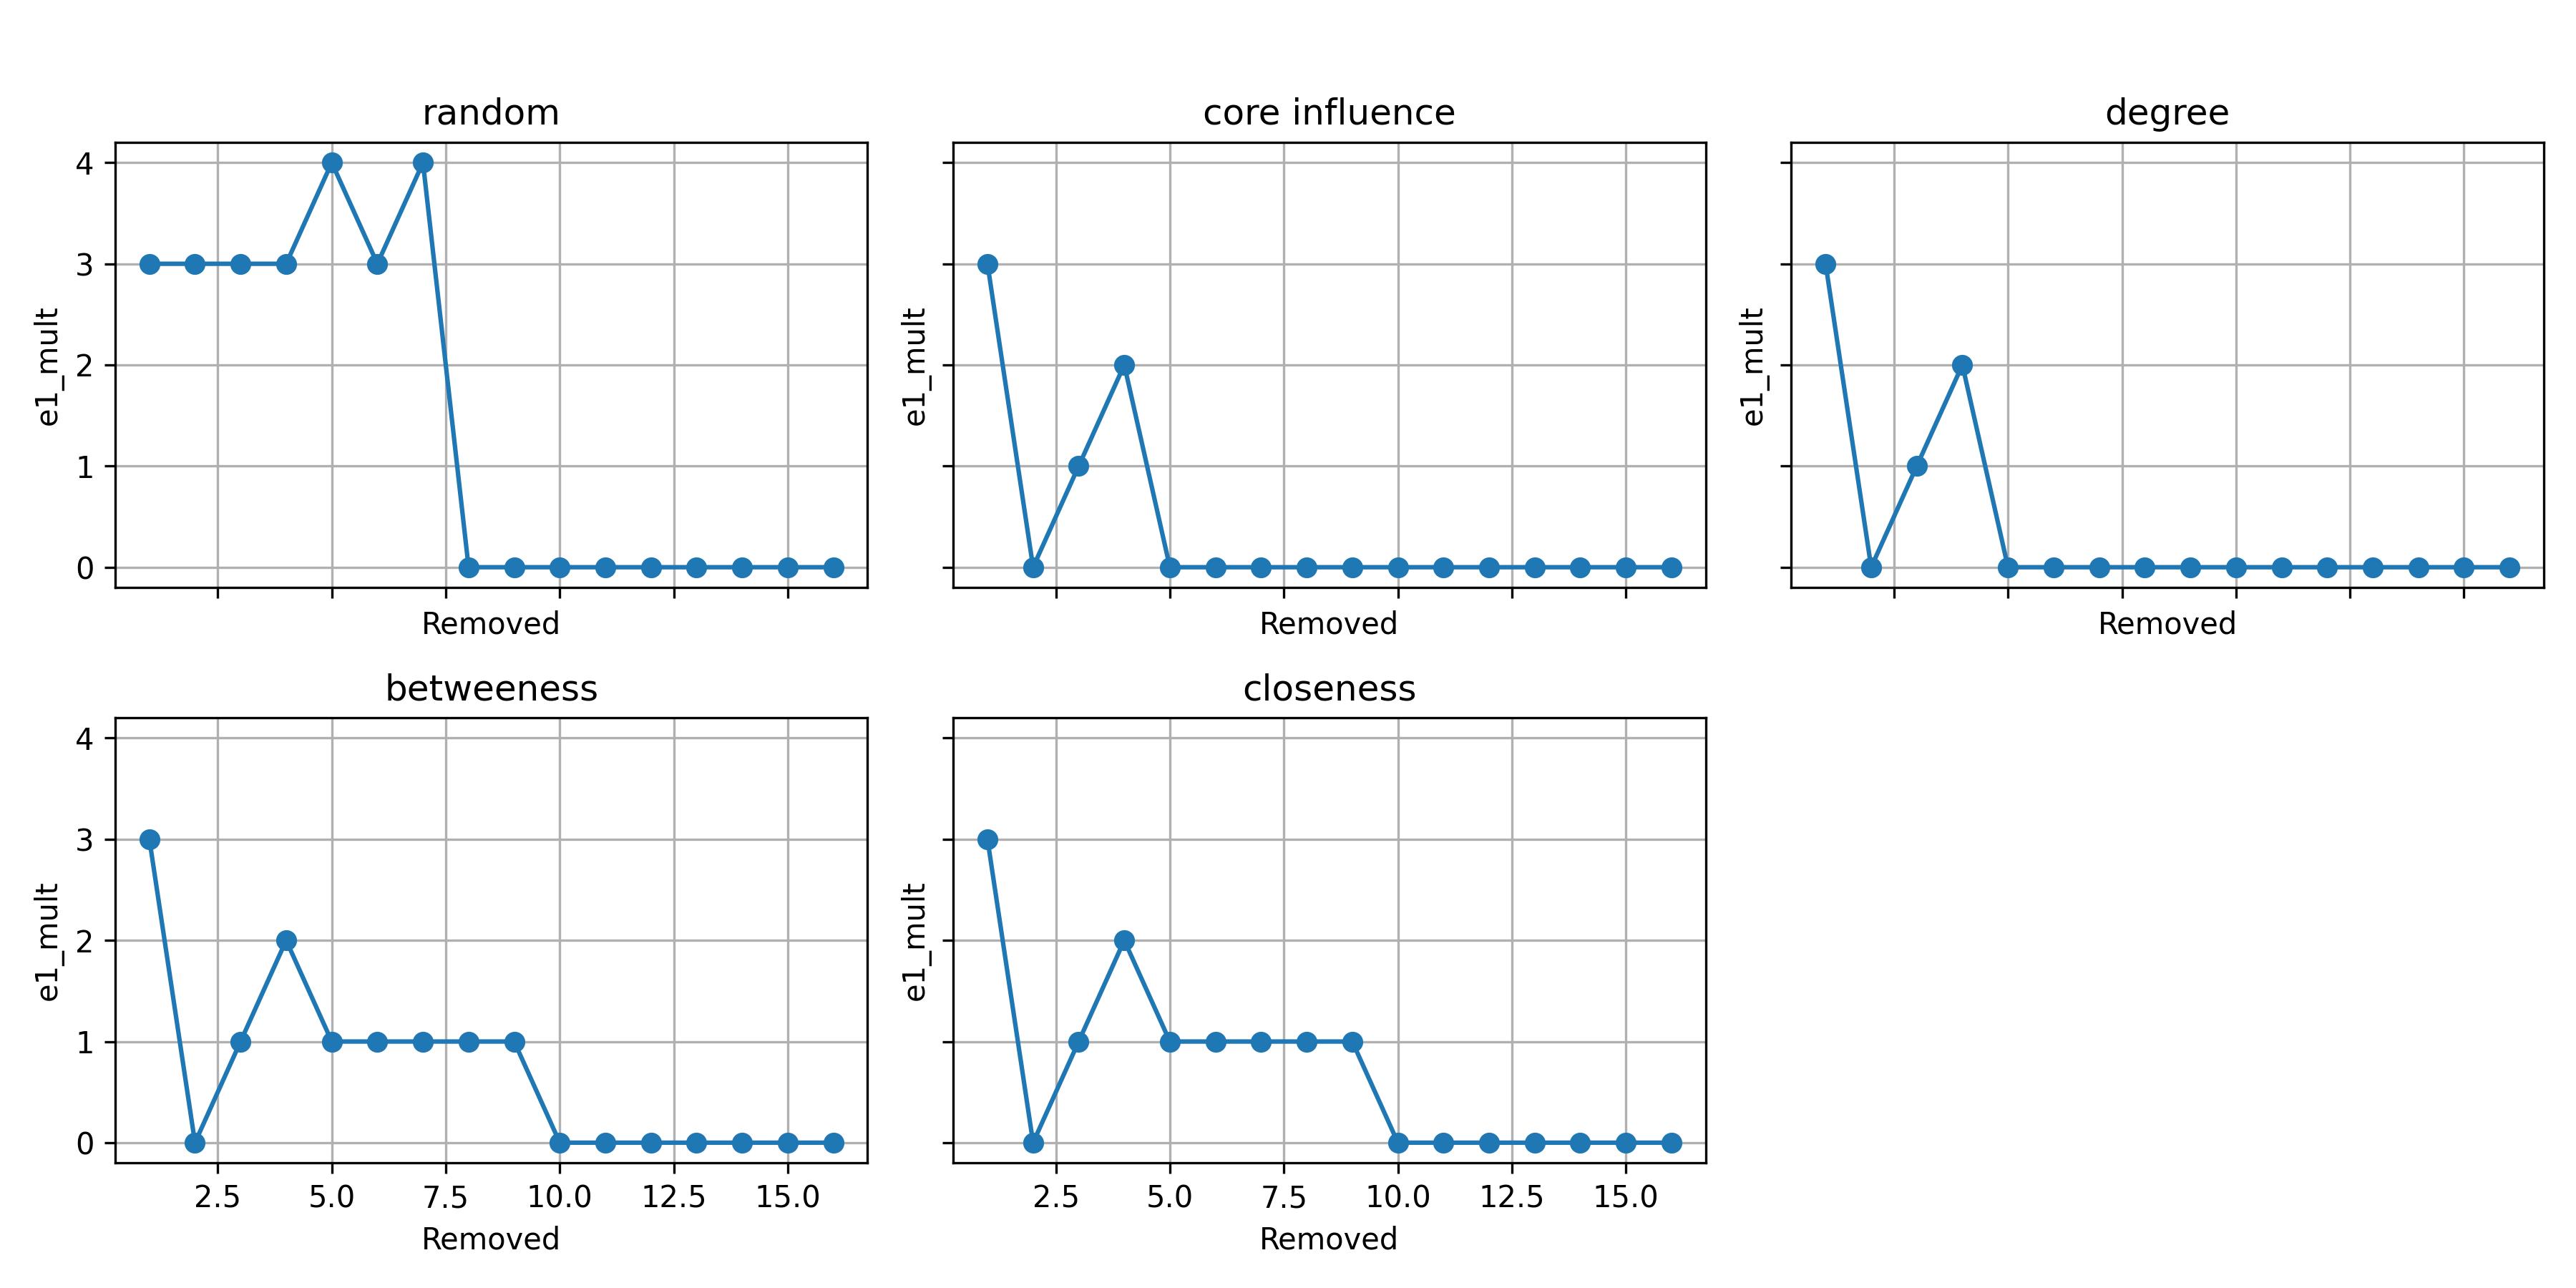 random
4
3
2
1
0
e1_mult
Removed
core influence
e1_mult
Removed
degree
e1_mult
Removed
betweeness
4
3
2
1
0
e1_mult
2.5 5.0 7.5 10.0 12.5 15.0
Removed
closeness
e1_mult
2.5 5.0 7.5 10.0 12.5 15.0
Removed